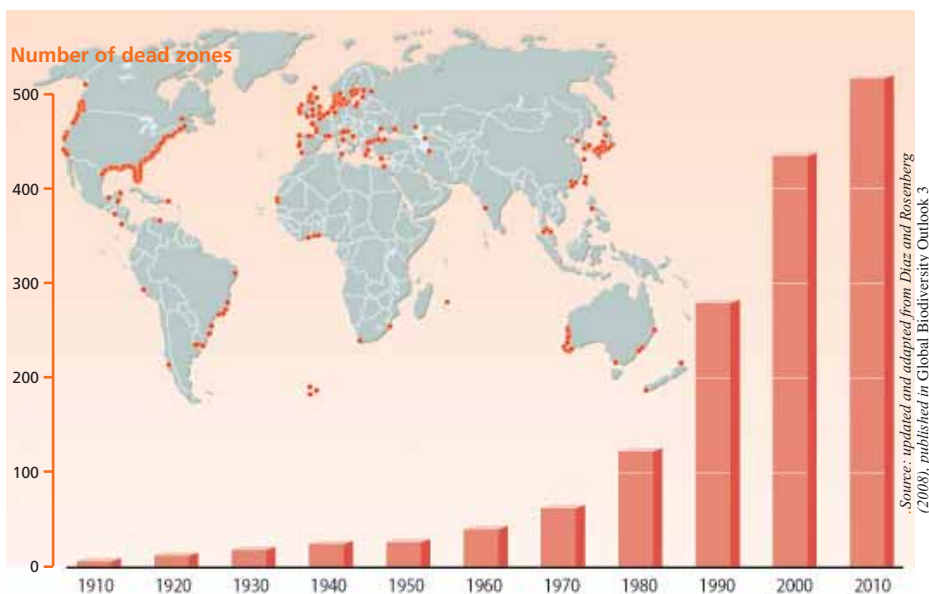 Number of dead zones
500
400
300
200
100
0
1910 1920 1930 1940 1950 1960 1970 1980 1990 2000 2010
.Source: updated and adapted from Diaz and Rosenberg
(2008), published in Global Biodiversity Outlook 3